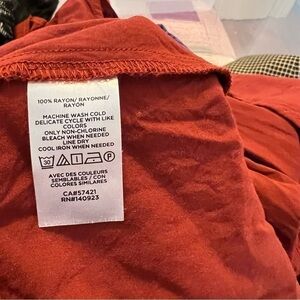 100% RAYON/ RAYONNE/
RAYON
MACHINE WASH COLD
DELICATE CYCLE WITH LIKE
COLORS
ONLY NON-CHLORINE
BLEACH WHEN NEEDED
LINE DRY
COOL IRON WHEN NEEDED
30 P
AVEC DES COULEURS
SEMBLABLES / CON
COLORES SIMILARES
CA#57421
RN#140923